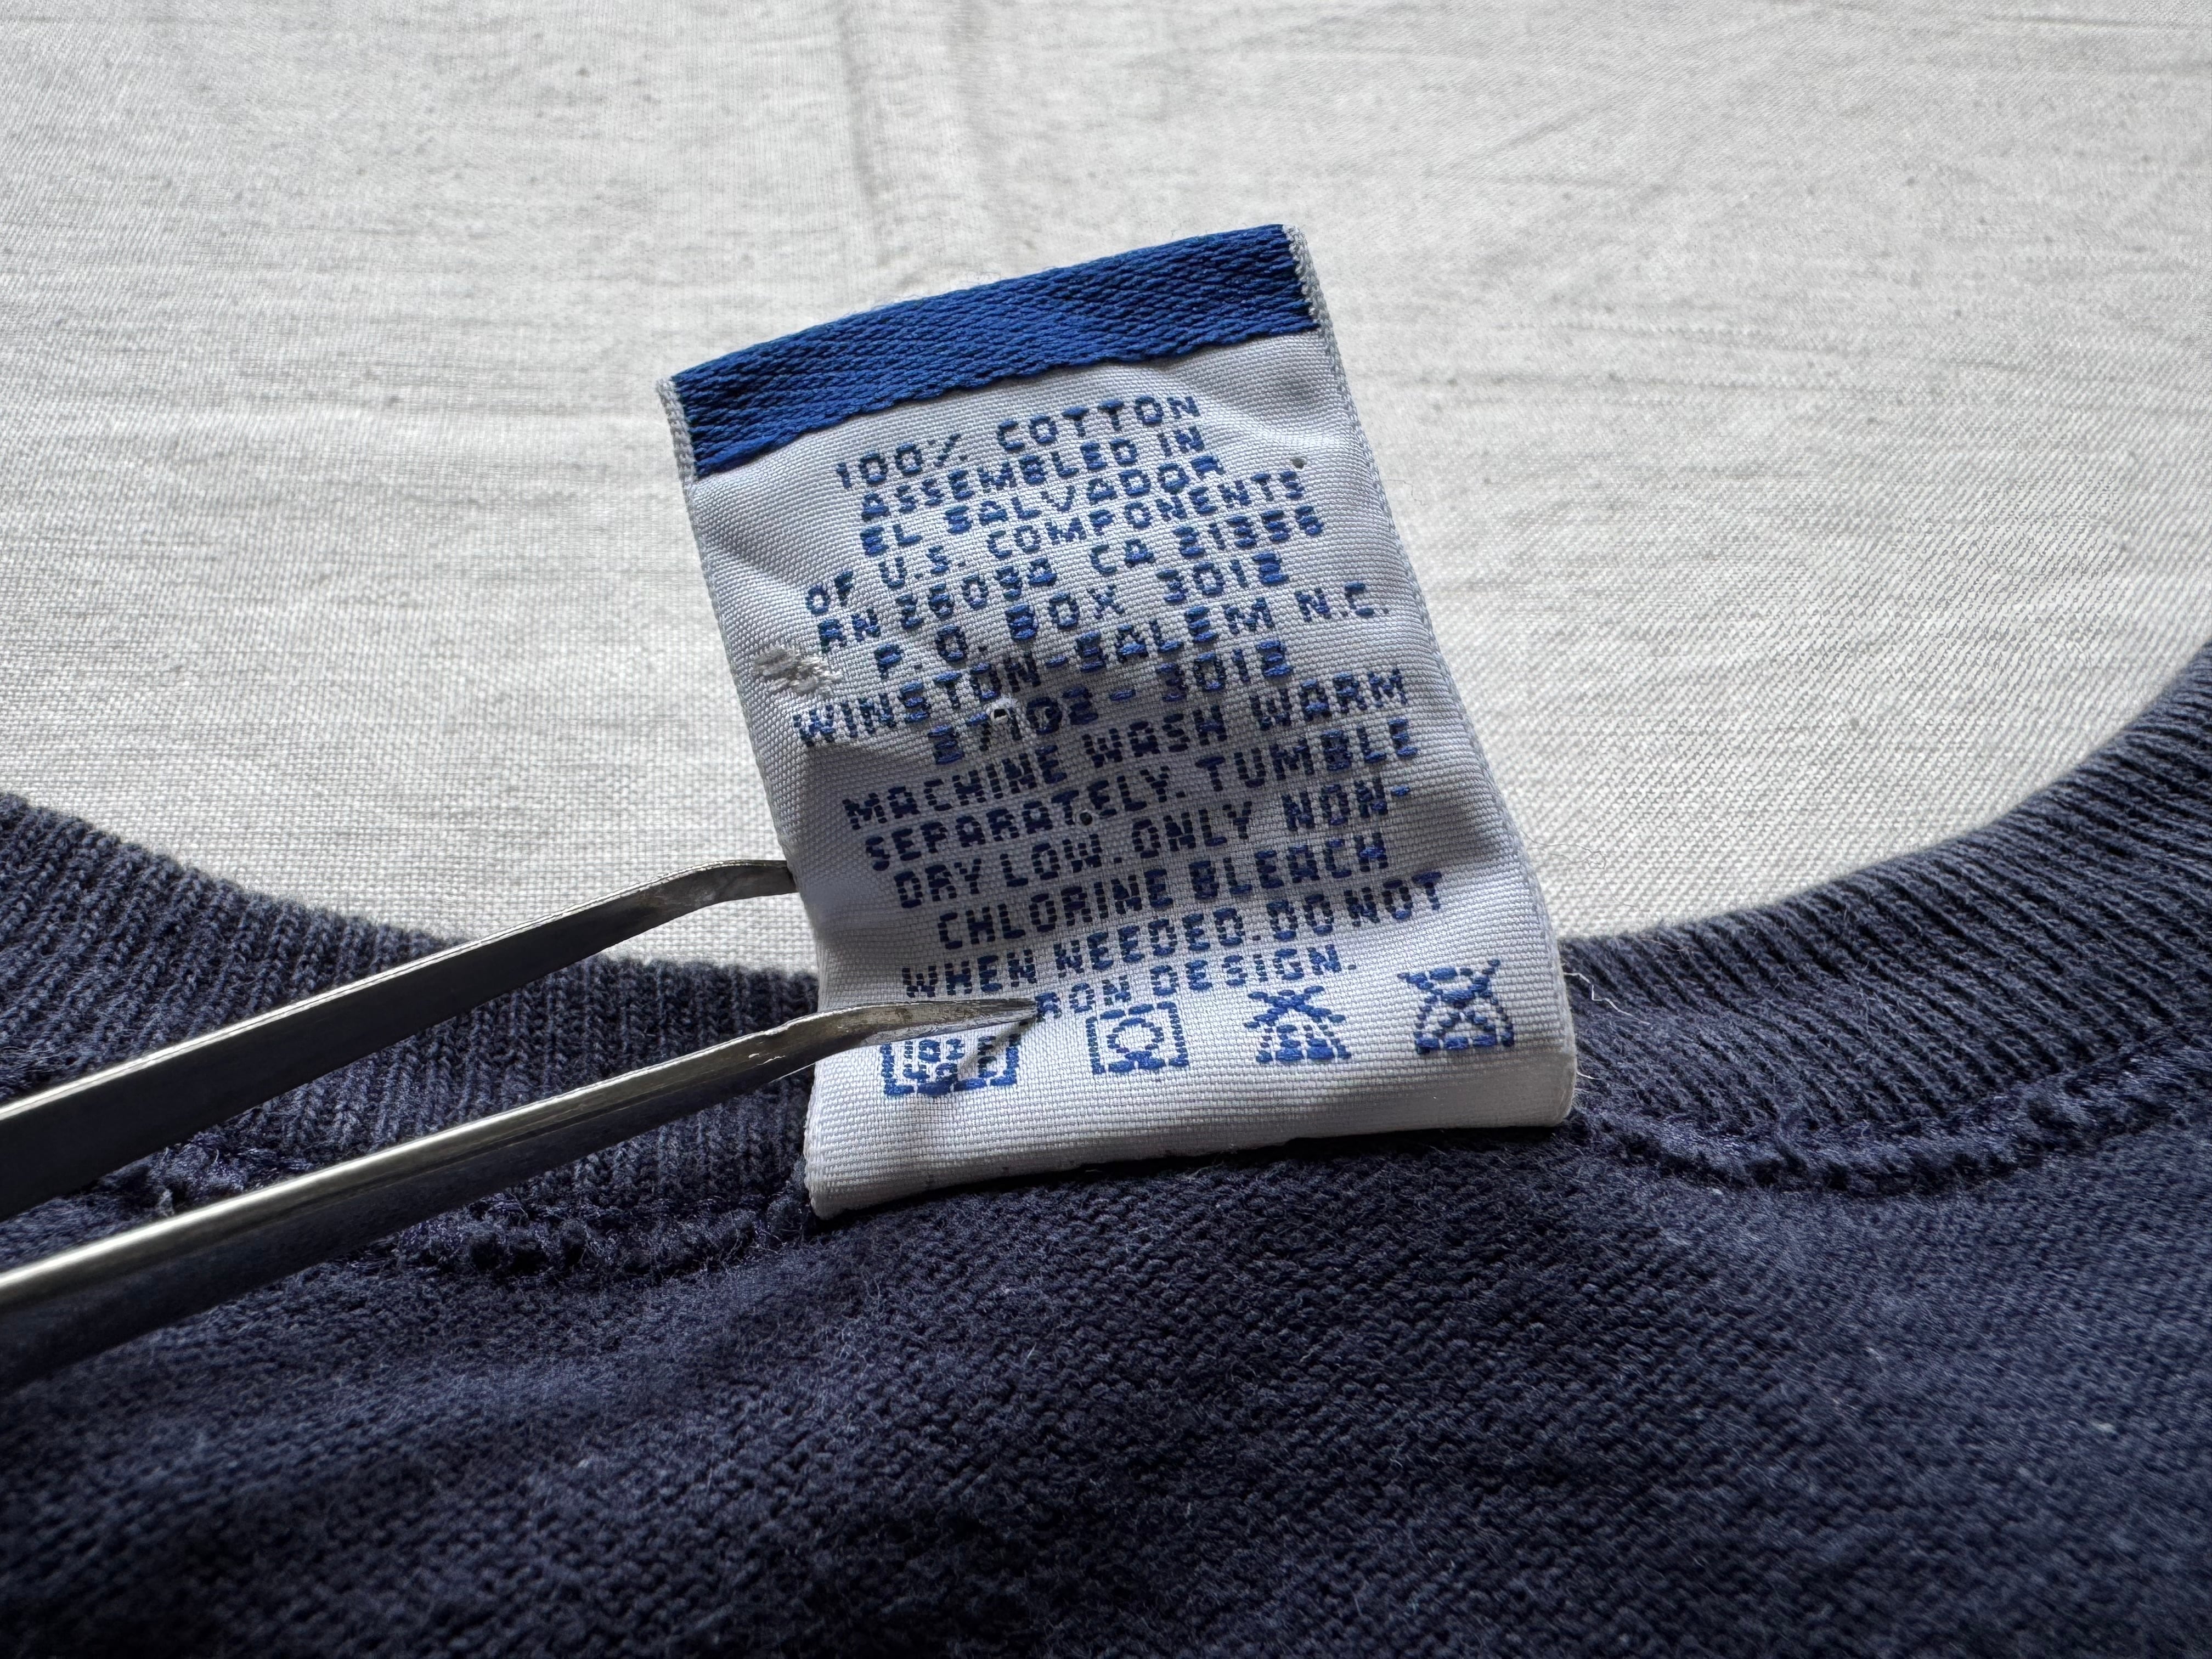 100% COTTON
ASSEMBLED IN
EL SALVADOR
OF U.S. COMPONENTS
RN 26094 CA 21356
P.O. BOX 3012
WINSTON-SALEM N.C.
27102-3012
MACHINE WASH WARM
SEPARATELY. TUMBLE
DRY LOW. ONLY NON-
CHLORINE BLEACH
WHEN NEEDED. DO NOT
RON DESIGN.